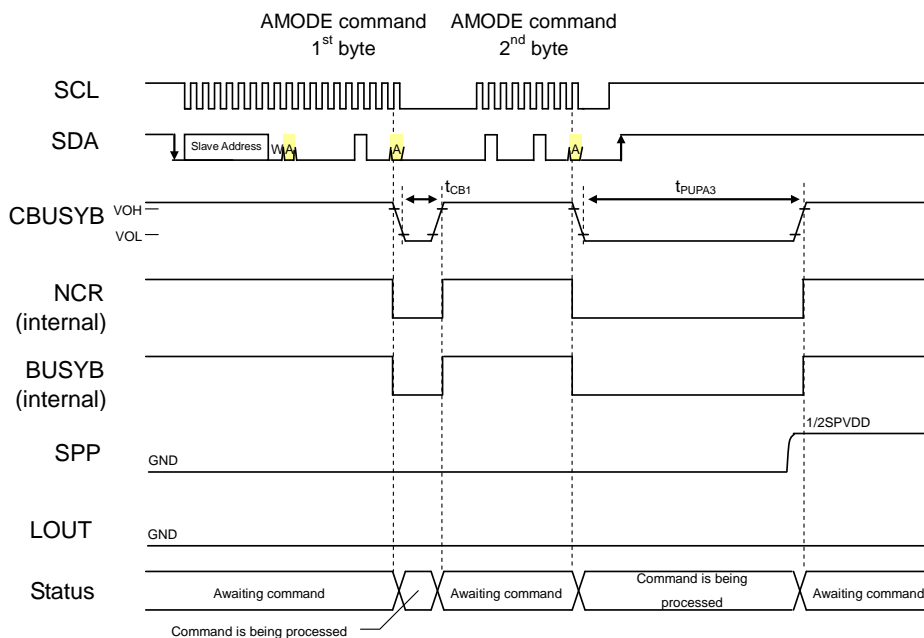 AMODE command
1st byte
AMODE command
2nd byte
SCL
SDA
Slave Address
W
A
A
A
CBUSYB
VOH
VOL
tCB1
tPUPA3
NCR
(internal)
BUSYB
(internal)
SPP
GND
1/2SPVDD
LOUT
GND
Status
Awaiting command
Awaiting command
Command is being
processed
Awaiting command
Command is being processed